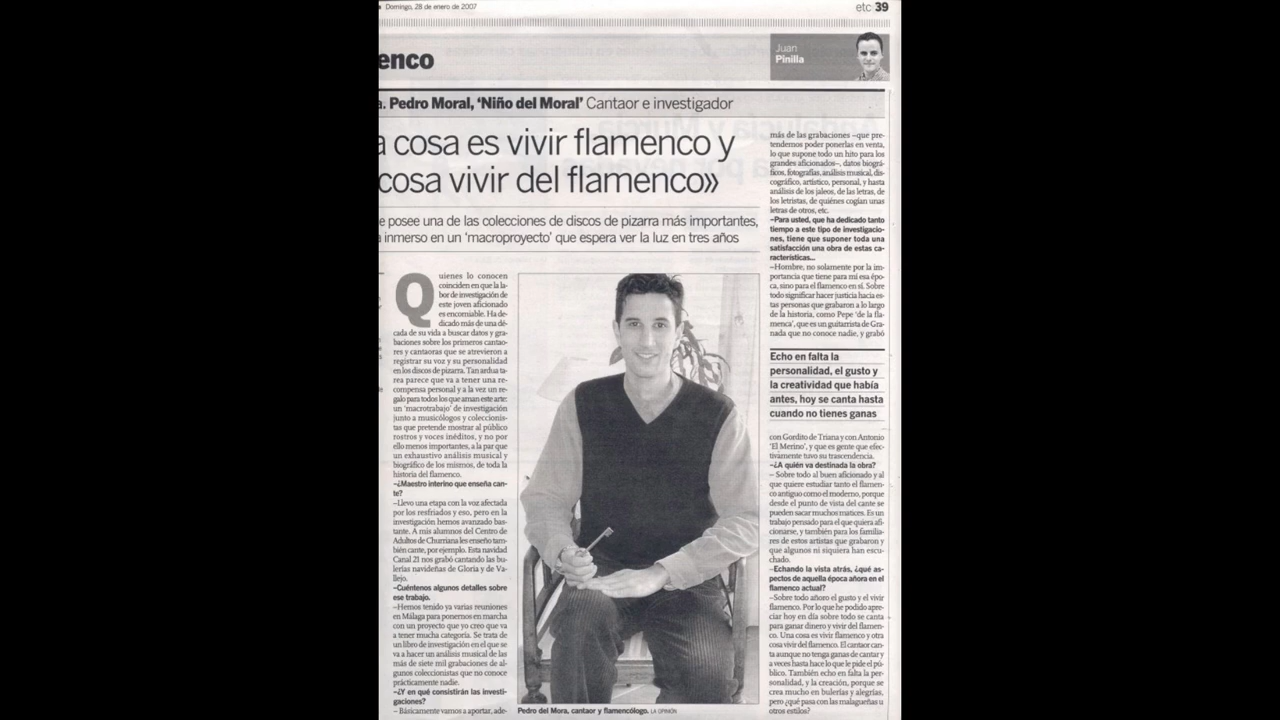 Domingo, 28 de enero de 2007
etc 39
enco
Juan
Pinilla
a. Pedro Moral, ‘Niño del Moral’ Cantaor e investigador
a cosa es vivir flamenco y
cosa vivir del flamenco»
e posee una de las colecciones de discos de pizarra más importantes,
a inmerso en un ‘macroproyecto’ que espera ver la luz en tres años
Quienes lo conocen
coinciden en que la la-
bor de investigación de
este joven aficionado
es encomiable. Ha de-
dicado más de una dé-
cada de su vida a buscar datos y gra-
baciones sobre los primeros cantao-
res y cantaoras que se atrevieron a
registrar su voz y su personalidad
en los discos de pizarra. Tan ardua ta-
rea parece que va a tener una re-
compensa personal y a la vez un re-
galo para todos los que aman este arte:
un ‘macrotrabajo’ de investigación
junto a musicólogos y coleccionis-
tas que pretende mostrar al público
rostros y voces inéditos, y no por
ello menos importantes, a la par que
un exhaustivo análisis musical y
biográfico de los mismos, de toda la
historia del flamenco.
–¿Maestro interino que enseña can-
te?
–Llevo una etapa con la voz afectada
por los resfriados y eso, pero en la
investigación hemos avanzado bas-
tante. A mis alumnos del Centro de
Adultos de Churriana les enseño tam-
bién cante, por ejemplo. Esta navidad
Canal 21 nos grabó cantando las bu-
lerías navideñas de Gloria y de Va-
llejo.
–Cuéntenos algunos detalles sobre
ese trabajo.
–Hemos tenido ya varias reuniones
en Málaga para ponernos en marcha
con un proyecto que yo creo que va
a tener mucha categoría. Se trata de
un libro de investigación en el que se
va a hacer un análisis musical de las
más de siete mil grabaciones de al-
gunos coleccionistas que no conoce
prácticamente nadie.
–¿Y en qué consistirán las investi-
gaciones?
– Básicamente vamos a aportar, ade-
Pedro del Mora, cantaor y flamencólogo. LA OPINIÓN
más de las grabaciones –que pre-
tendemos poder ponerlas en venta,
lo que supone todo un hito para los
grandes aficionados–, datos biográ-
ficos, fotografías, análisis musical, dis-
cográfico, artístico, personal, y hasta
análisis de los jaleos, de las letras, de
los letristas, de quiénes cogían unas
letras de otros, etc.
–Para usted, que ha dedicado tanto
tiempo a este tipo de investigacio-
nes, tiene que suponer toda una
satisfacción una obra de estas ca-
racterísticas...
–Hombre, no solamente por la im-
portancia que tiene para mi esa épo-
ca, sino para el flamenco en sí. Sobre
todo significar hacer justicia hacia es-
tas personas que grabaron a lo largo
de la historia, como Pepe ‘de la fla-
menca’, que es un guitarrista de Gra-
nada que no conoce nadie, y grabó
Echo en falta la
personalidad, el gusto y
la creatividad que había
antes, hoy se canta hasta
cuando no tienes ganas
con Gordito de Triana y con Antonio
‘El Merino’, y que es gente que efec-
tivamente tuvo su trascendencia.
–¿A quién va destinada la obra?
– Sobre todo al buen aficionado y al
que quiere estudiar tanto el flamen-
co antiguo como el moderno, porque
desde el punto de vista del cante se
pueden sacar muchos matices. Es un
trabajo pensado para el que quiera afi-
cionarse, y también para los familia-
res de estos artistas que grabaron y
que algunos ni siquiera han escu-
chado.
–Echando la vista atrás, ¿qué as-
pectos de aquella época añora en el
flamenco actual?
–Sobre todo añoro el gusto y el vivir
flamenco. Por lo que he podido apre-
ciar hoy en día sobre todo se canta
para ganar dinero y vivir del flamen-
co. Una cosa es vivir flamenco y otra
cosa vivir del flamenco. El cantaor can-
ta aunque no tenga ganas de cantar y
a veces hasta hace lo que le pide el pú-
blico. También echo en falta la per-
sonalidad, y la creación, porque se
crea mucho en bulerías y alegrías,
pero ¿qué pasa con las malagueñas u
otros estilos?